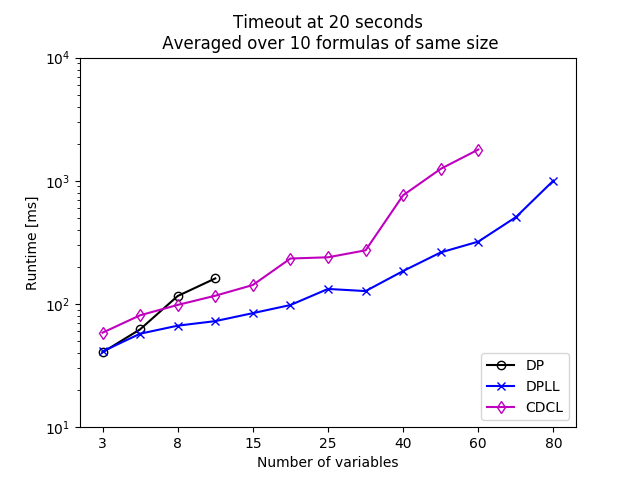 Timeout at 20 seconds
Averaged over 10 formulas of same size
10^4
10^3
10^2
10^1
Runtime [ms]
3 8 15 25 40 60 80
Number of variables
DP
DPLL
CDCL